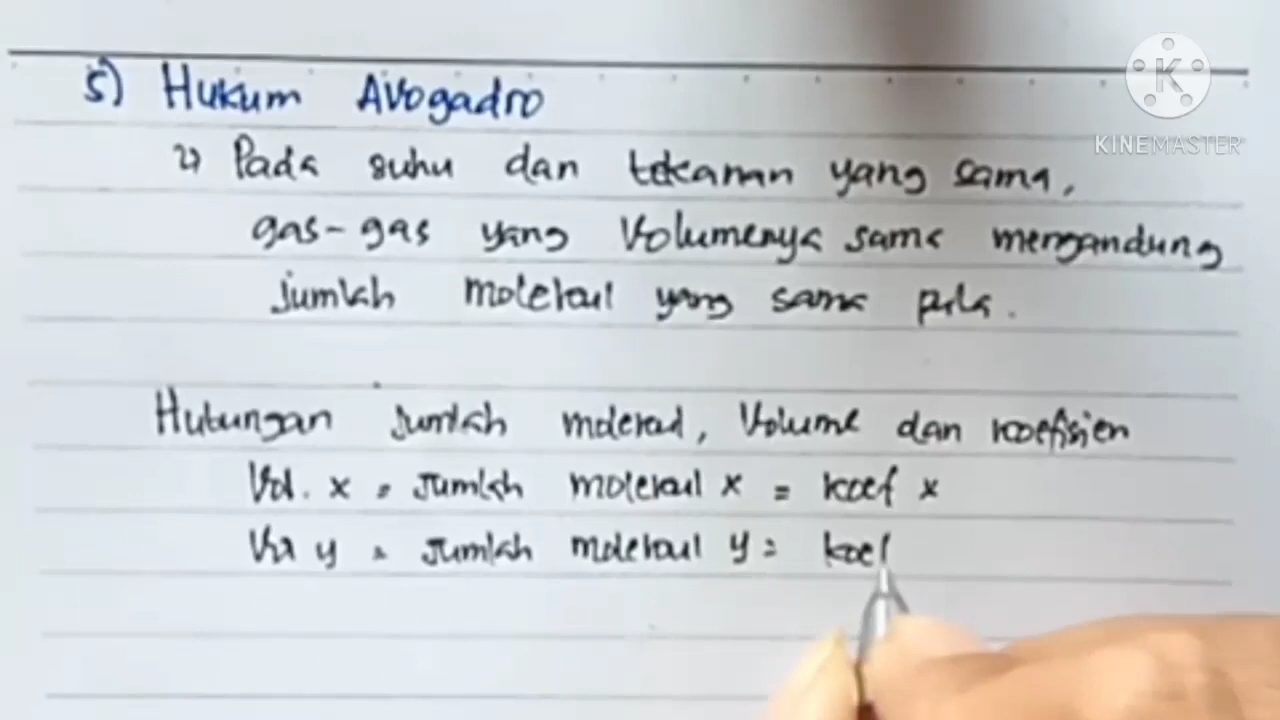 5) Hukum Avogadro
KINEMASTER
Pada suhu dan tekanan yang sama,
gas-gas yang Volumenya sama mengandung
jumlah molekul yang sama pula.
Hubungan jumlah molekul, Volume dan koefisien
Vol. x = jumlah molekul x = koef x
Vol y = jumlah molekul y = koef